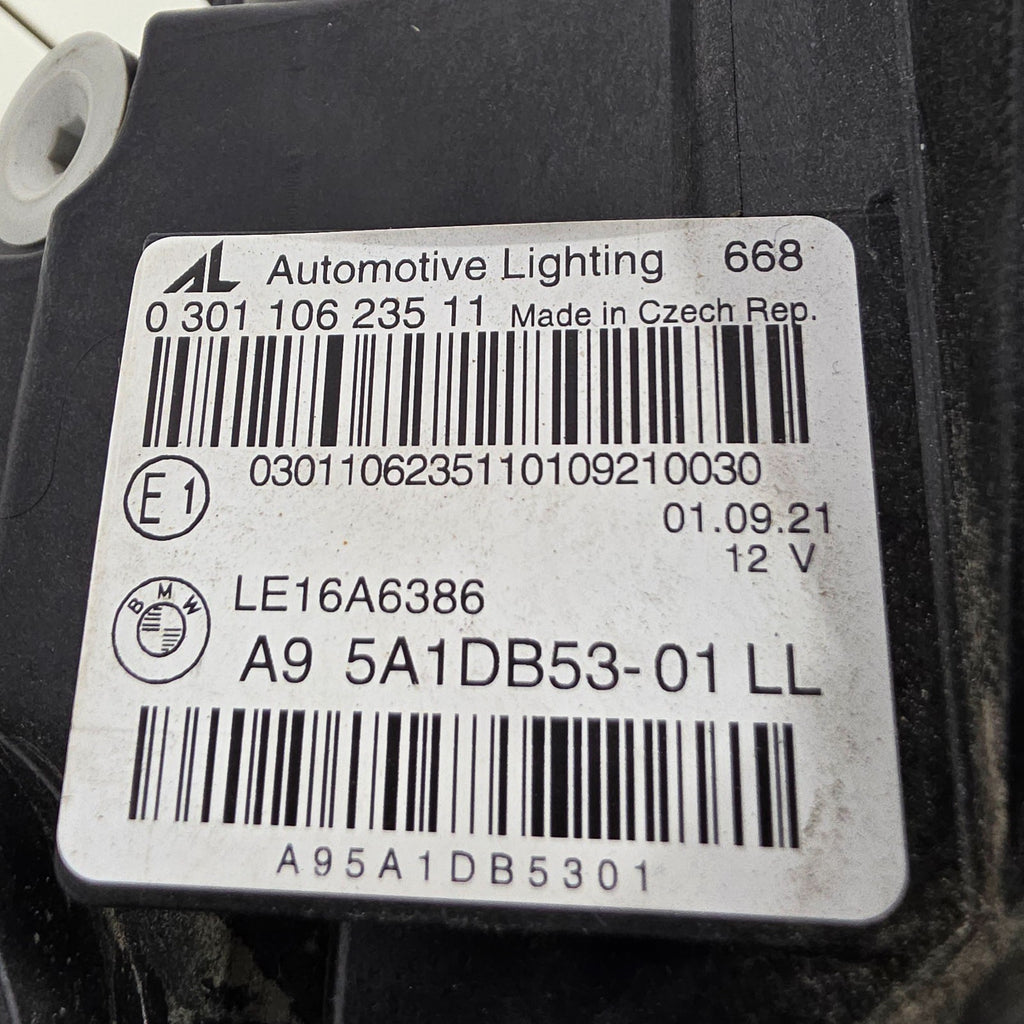 AL Automotive Lighting 668
0 301 106 235 11 Made in Czech Rep.
0301106235110109210030
E1
01.09.21
12 V
BMW
LE16A6386
A9 5A1DB53-01 LL
A95A1DB5301